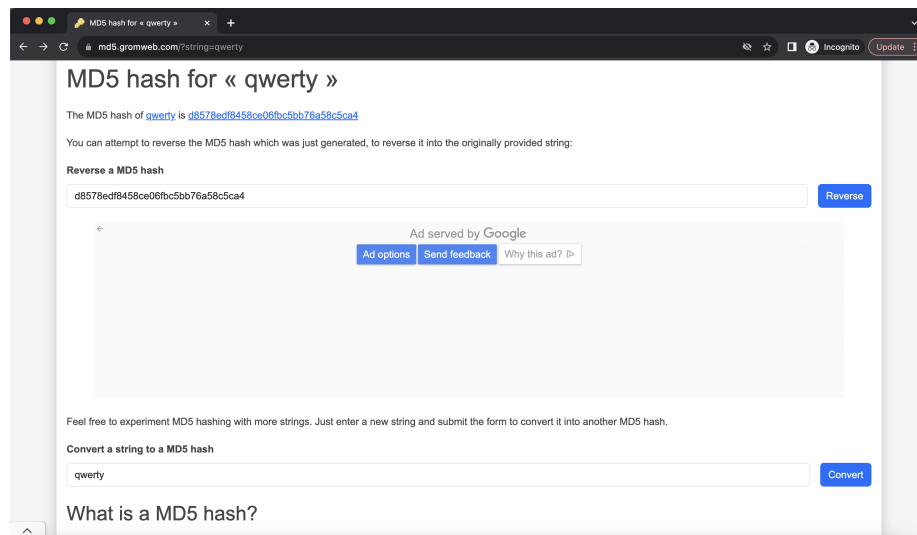 MD5 hash for « qwerty »
md5.gromweb.com/?string=qwerty
Incognito
Update
MD5 hash for « qwerty »
The MD5 hash of qwerty is d8578edf8458ce06fbc5bb76a58c5ca4
You can attempt to reverse the MD5 hash which was just generated, to reverse it into the originally provided string:
Reverse a MD5 hash
d8578edf8458ce06fbc5bb76a58c5ca4
Reverse
Ad served by Google
Ad options Send feedback Why this ad?
Feel free to experiment MD5 hashing with more strings. Just enter a new string and submit the form to convert it into another MD5 hash.
Convert a string to a MD5 hash
qwerty
Convert
What is a MD5 hash?